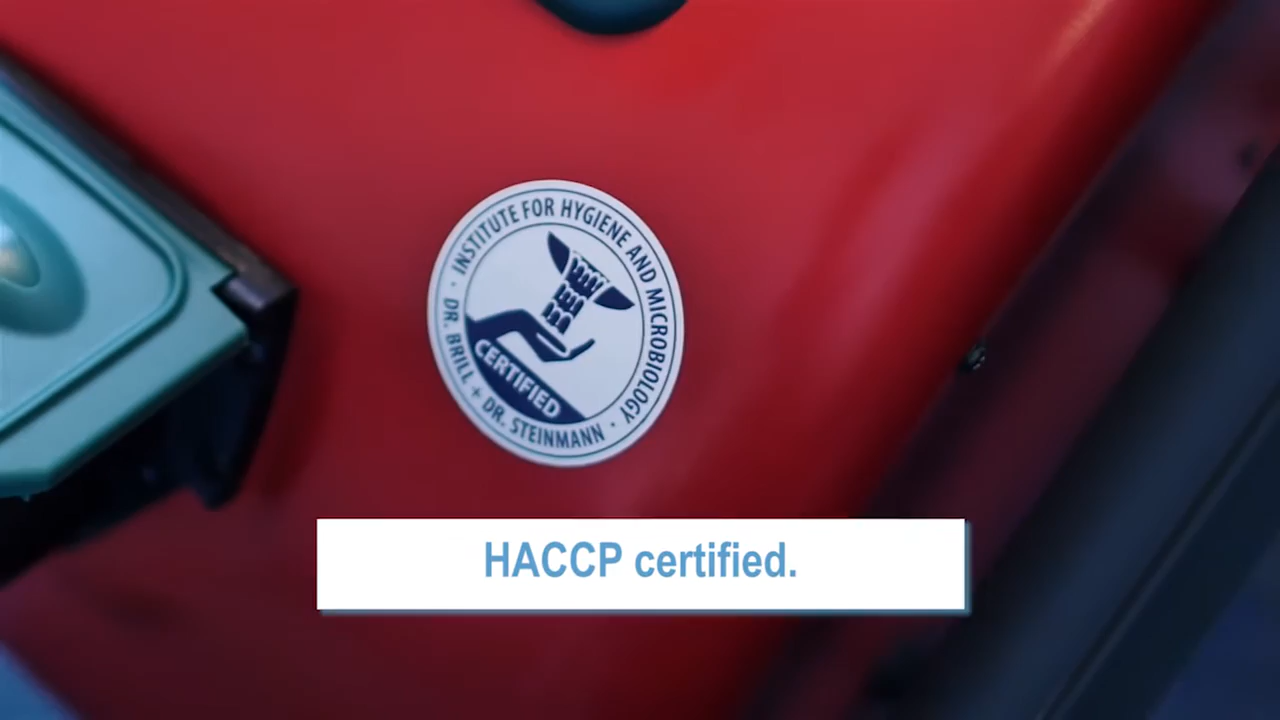 INSTITUTE FOR HYGIENE AND MICROBIOLOGY
· DR. BRILL + DR. STEINMANN ·
CERTIFIED
HACCP certified.